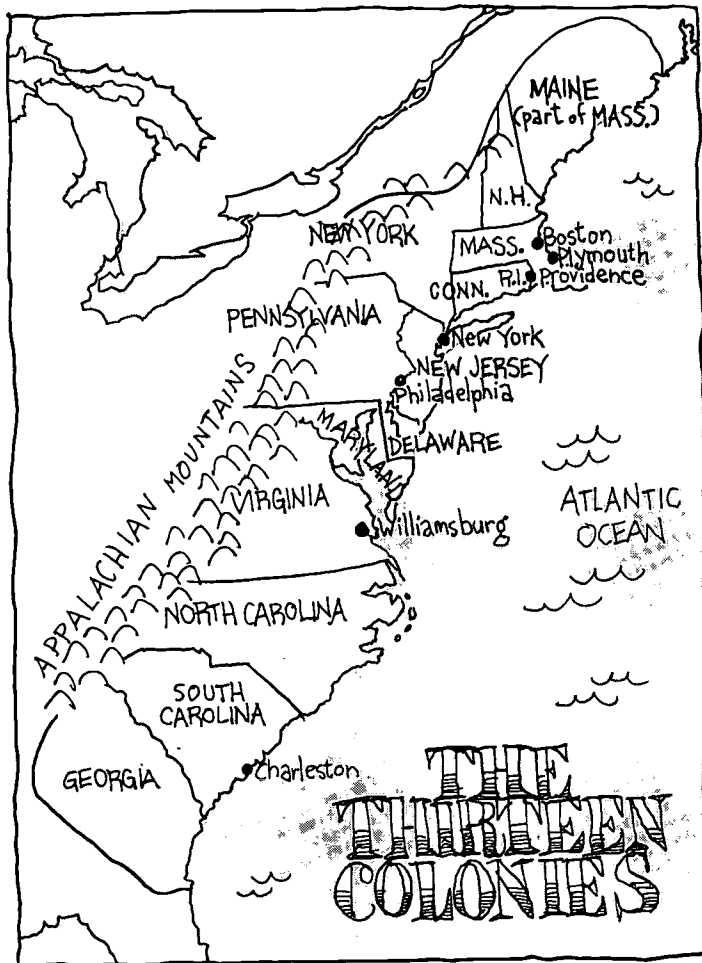 MAINE
(part of MASS.)
N.H.
NEW YORK
MASS.
Boston
Plymouth
CONN.
R.I.
Providence
PENNSYLVANIA
New York
NEW JERSEY
Philadelphia
MARYLAND
DELAWARE
APPALACHIAN MOUNTAINS
VIRGINIA
Williamsburg
ATLANTIC
OCEAN
NORTH CAROLINA
SOUTH
CAROLINA
GEORGIA
Charleston
THE
THIRTEEN
COLONIES